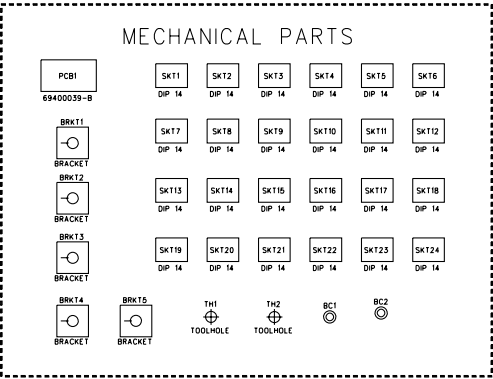 MECHANICAL PARTS
PCB1 SKT1 SKT2 SKT3 SKT4 SKT5 SKT6
69400039-B DIP 14 DIP 14 DIP 14 DIP 14 DIP 14 DIP 14
BRKT1
SKT7 SKT8 SKT9 SKT10 SKT11 SKT12
DIP 14 DIP 14 DIP 14 DIP 14 DIP 14 DIP 14
BRACKET
BRKT2
SKT13 SKT14 SKT15 SKT16 SKT17 SKT18
DIP 14 DIP 14 DIP 14 DIP 14 DIP 14 DIP 14
BRACKET
BRKT3
SKT19 SKT20 SKT21 SKT22 SKT23 SKT24
DIP 14 DIP 14 DIP 14 DIP 14 DIP 14 DIP 14
BRACKET
BRKT4 BRKT5 TH1 TH2 BC1 BC2
TOOLHOLE TOOLHOLE
BRACKET BRACKET